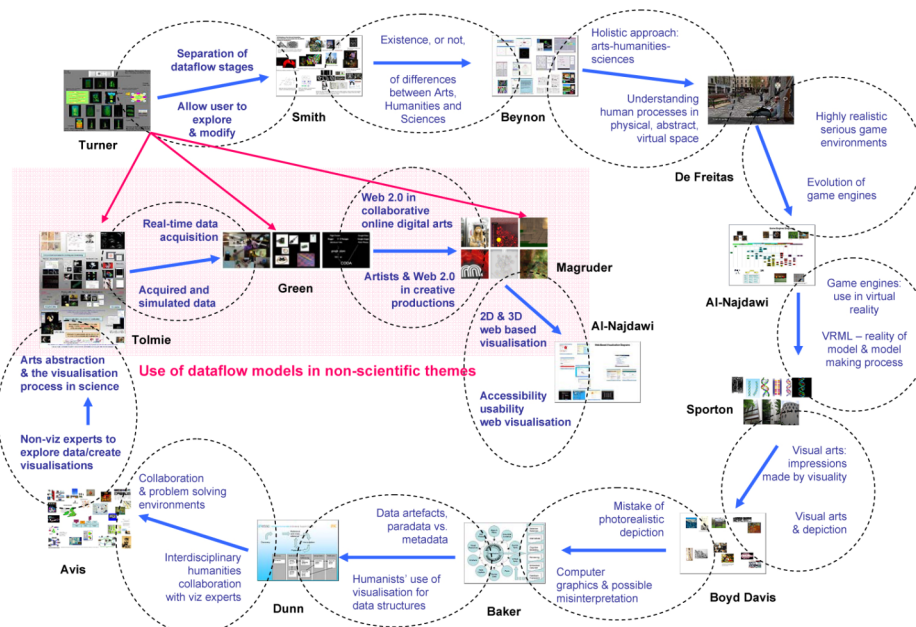 Separation of
dataflow stages
Allow user to
explore
& modify
Turner
Smith
Existence, or not,
of differences
between Arts,
Humanities and
Sciences
Beynon
Holistic approach:
arts-humanities-
sciences
Understanding
human processes in
physical, abstract,
virtual space
De Freitas
Highly realistic
serious game
environments
Evolution of
game engines
Al-Najdawi
Game engines:
use in virtual
reality
VRML – reality of
model & model
making process
Sporton
Visual arts:
impressions
made by visuality
Visual arts
& depiction
Boyd Davis
Mistake of
photorealistic
depiction
Computer
graphics & possible
misinterpretation
Baker
Data artefacts,
paradata vs.
metadata
Humanists' use of
visualisation for
data structures
Dunn
Collaboration
& problem solving
environments
Interdisciplinary
humanities
collaboration
with viz experts
Avis
Non-viz experts to
explore data/create
visualisations
Arts abstraction
& the visualisation
process in science
Tolmie
Real-time data
acquisition
Acquired and
simulated data
Green
Web 2.0 in
collaborative
online digital arts
Artists & Web 2.0
in creative
productions
Magruder
2D & 3D
web based
visualisation
Accessibility
usability
web visualisation
Al-Najdawi
Use of dataflow models in non-scientific themes